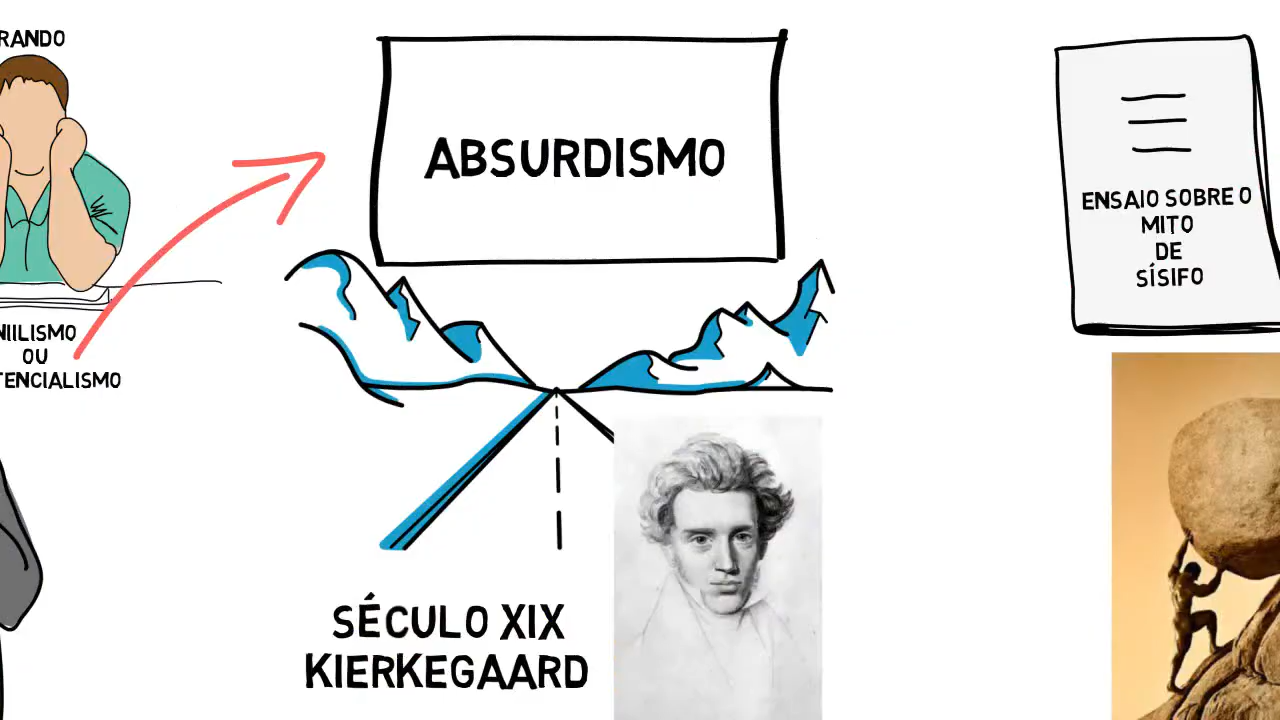 RANDO
NIILISMO
OU
TENCIALISMO
ABSURDISMO
SÉCULO XIX
KIERKEGAARD
ENSAIO SOBRE O
MITO
DE
SÍSIFO